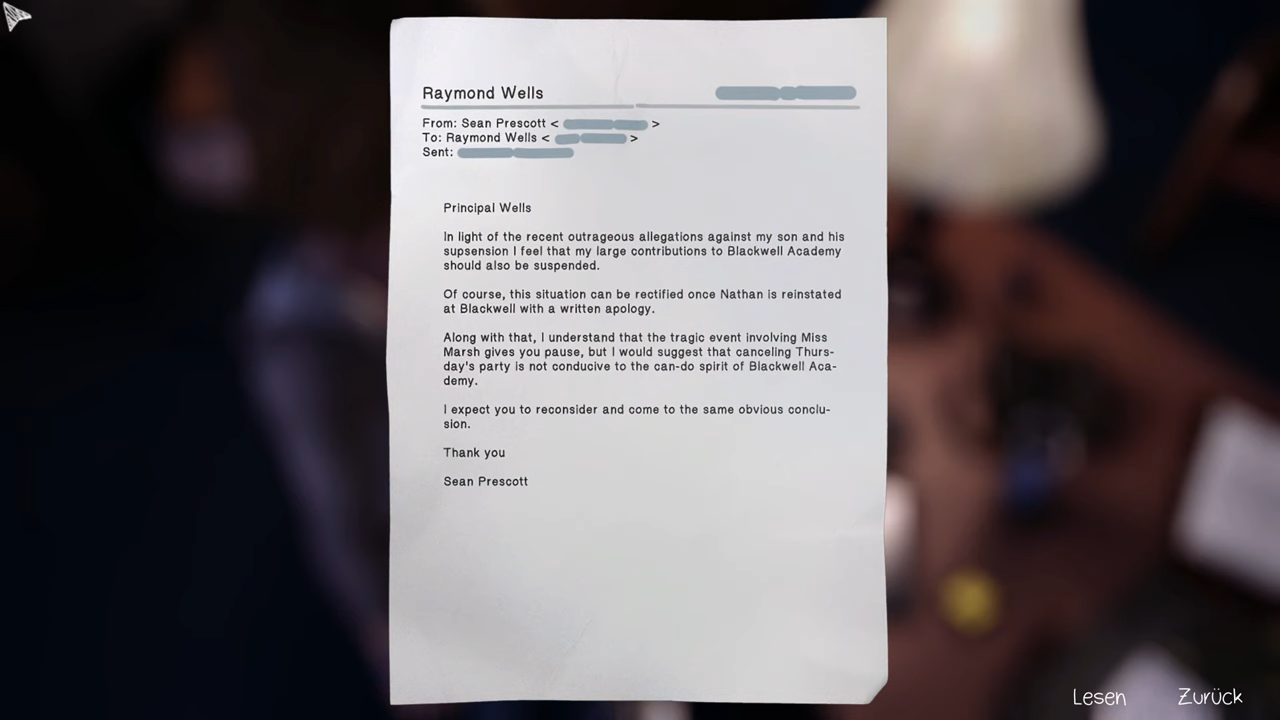 Raymond Wells
From: Sean Prescott < >
To: Raymond Wells < >
Sent:
Principal Wells
In light of the recent outrageous allegations against my son and his
supsension I feel that my large contributions to Blackwell Academy
should also be suspended.
Of course, this situation can be rectified once Nathan is reinstated
at Blackwell with a written apology.
Along with that, I understand that the tragic event involving Miss
Marsh gives you pause, but I would suggest that canceling Thurs-
day's party is not conducive to the can-do spirit of Blackwell Aca-
demy.
I expect you to reconsider and come to the same obvious conclu-
sion.
Thank you
Sean Prescott
Lesen Zurück